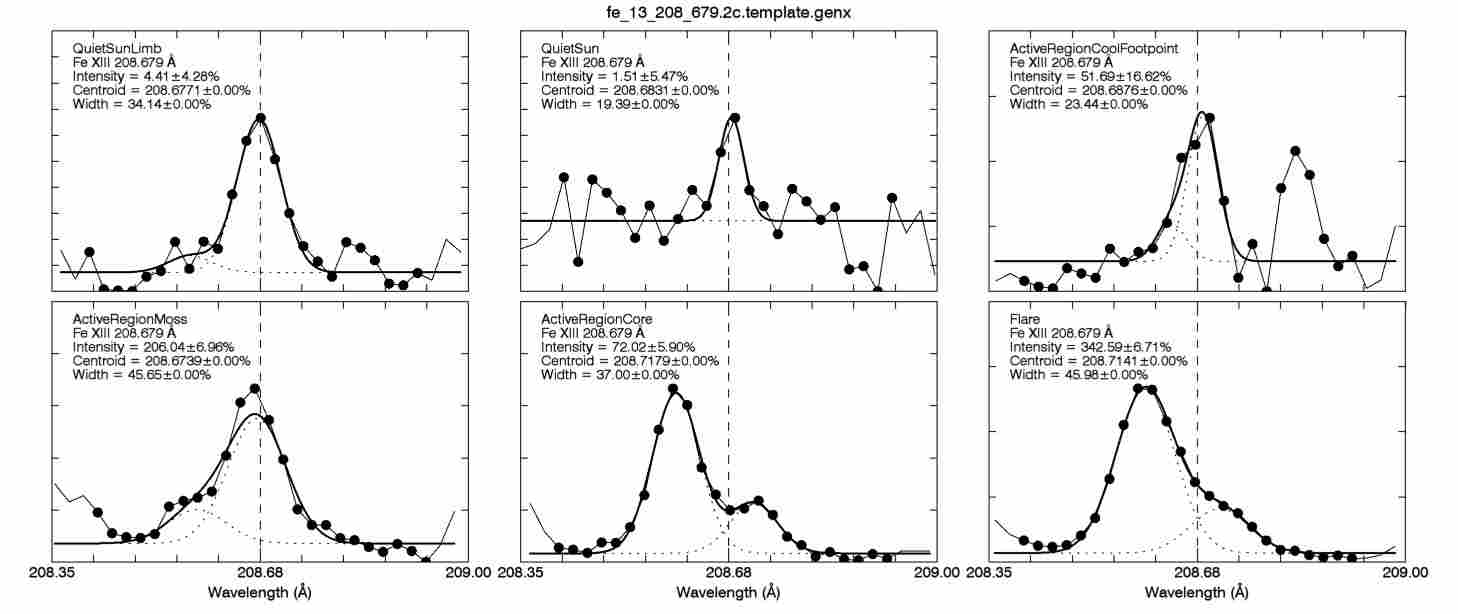 fe_13_208_679.2c.template.genx
QuietSunLimb
Fe XIII 208.679 Å
Intensity = 4.41±4.28%
Centroid = 208.6771±0.00%
Width = 34.14±0.00%
QuietSun
Fe XIII 208.679 Å
Intensity = 1.51±5.47%
Centroid = 208.6831±0.00%
Width = 19.39±0.00%
ActiveRegionCoolFootpoint
Fe XIII 208.679 Å
Intensity = 51.69±16.62%
Centroid = 208.6876±0.00%
Width = 23.44±0.00%
ActiveRegionMoss
Fe XIII 208.679 Å
Intensity = 206.04±6.96%
Centroid = 208.6739±0.00%
Width = 45.65±0.00%
ActiveRegionCore
Fe XIII 208.679 Å
Intensity = 72.02±5.90%
Centroid = 208.7179±0.00%
Width = 37.00±0.00%
Flare
Fe XIII 208.679 Å
Intensity = 342.59±6.71%
Centroid = 208.7141±0.00%
Width = 45.98±0.00%
208.35 208.68 209.00
Wavelength (Å)
208.35 208.68 209.00
Wavelength (Å)
208.35 208.68 209.00
Wavelength (Å)